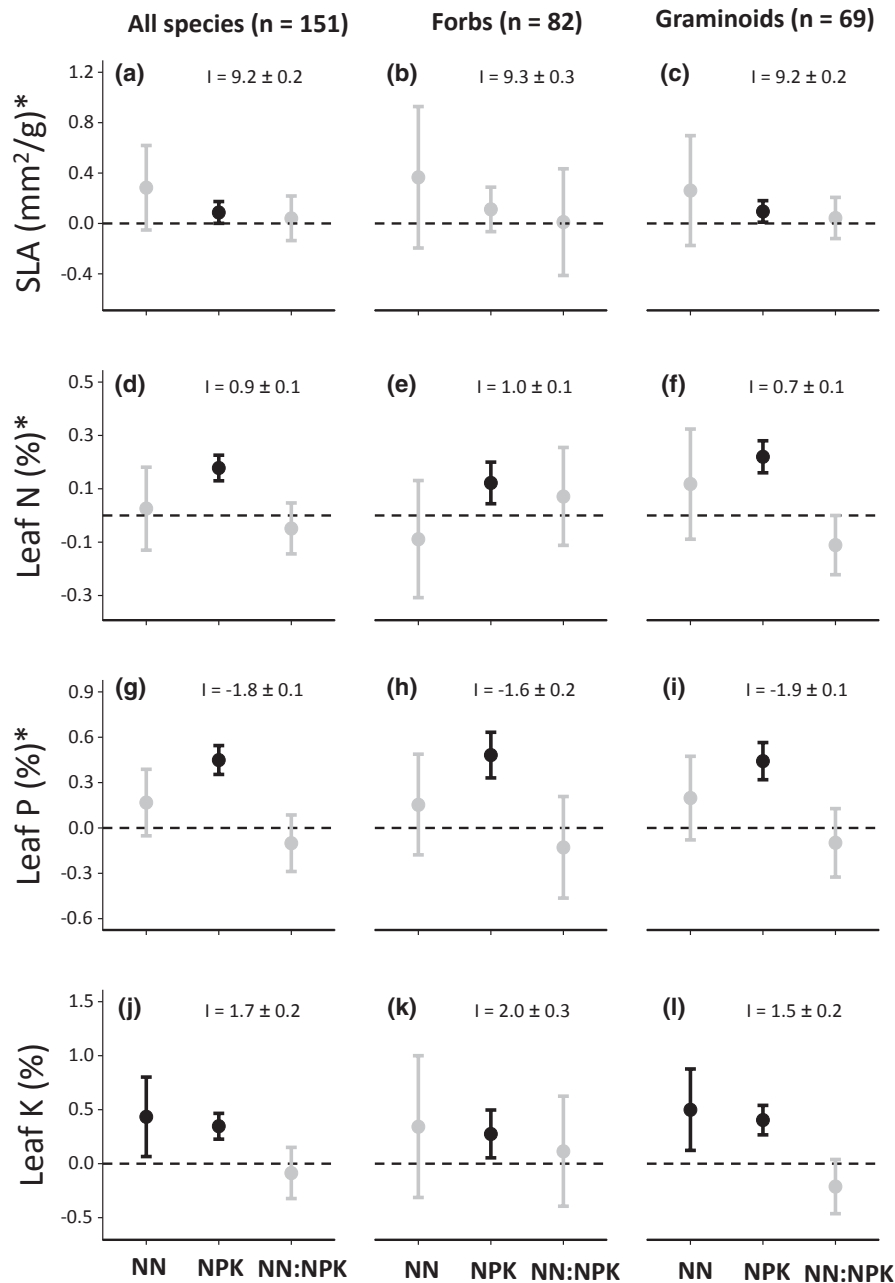 All species (n = 151) Forbs (n = 82) Graminoids (n = 69)
(a) I = 9.2 ± 0.2 (b) I = 9.3 ± 0.3 (c) I = 9.2 ± 0.2
SLA (mm²/g)*
1.2
0.8
0.4
0.0
-0.4
(d) I = 0.9 ± 0.1 (e) I = 1.0 ± 0.1 (f) I = 0.7 ± 0.1
Leaf N (%)*
0.5
0.3
0.1
-0.1
-0.3
(g) I = -1.8 ± 0.1 (h) I = -1.6 ± 0.2 (i) I = -1.9 ± 0.1
Leaf P (%)*
0.9
0.6
0.3
0.0
-0.3
-0.6
(j) I = 1.7 ± 0.2 (k) I = 2.0 ± 0.3 (l) I = 1.5 ± 0.2
Leaf K (%)
1.5
1.0
0.5
0.0
-0.5
NN NPK NN:NPK NN NPK NN:NPK NN NPK NN:NPK